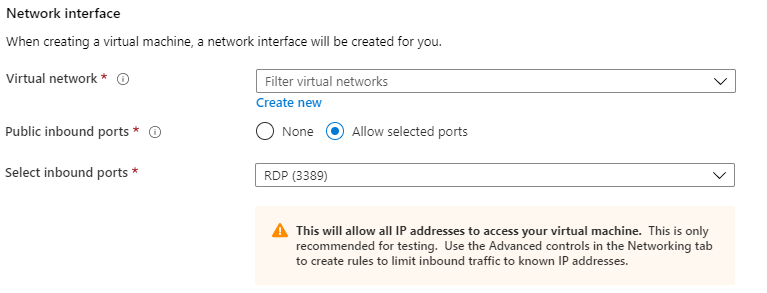 Network interface
When creating a virtual machine, a network interface will be created for you.
Virtual network *
Filter virtual networks
Create new
Public inbound ports *
None
Allow selected ports
Select inbound ports *
RDP (3389)
This will allow all IP addresses to access your virtual machine. This is only
recommended for testing. Use the Advanced controls in the Networking tab
to create rules to limit inbound traffic to known IP addresses.